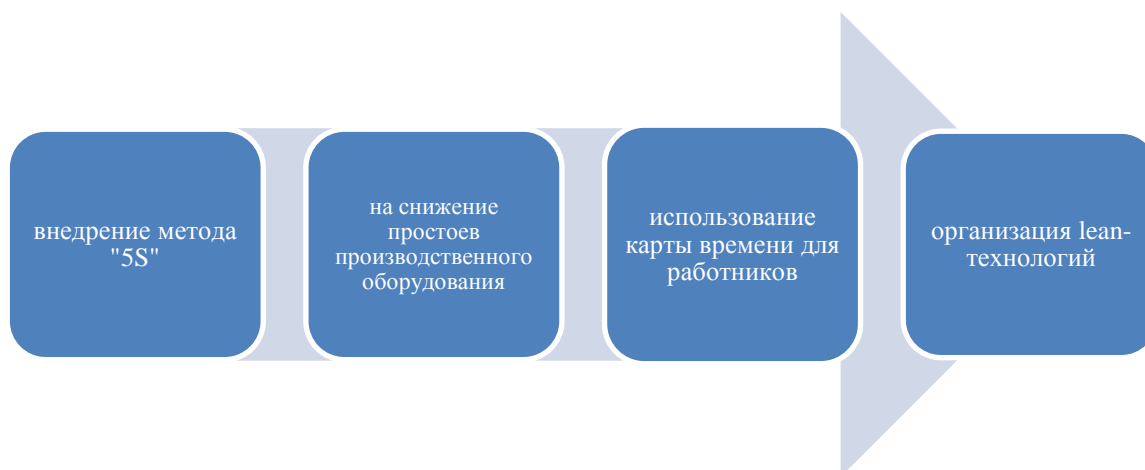 внедрение метода
"5S"
на снижение
простоев
производственного
оборудования
использование
карты времени для
работников
организация lean-
технологий